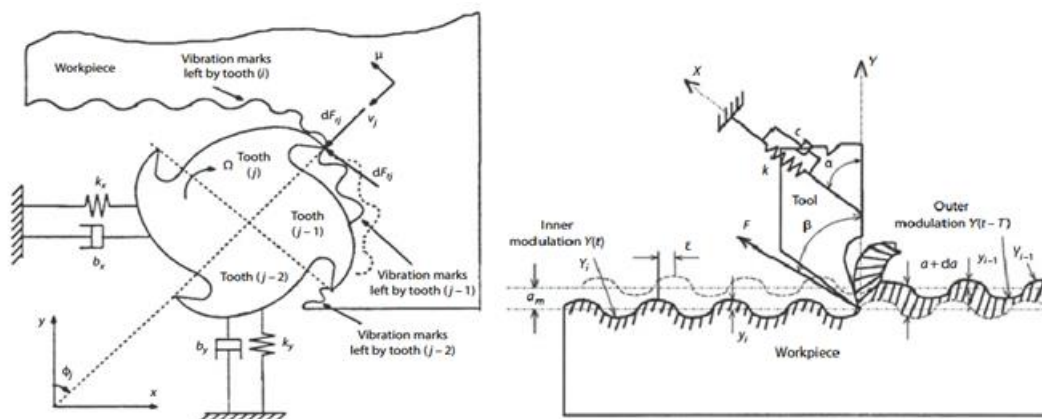 Workpiece
Vibration marks
left by tooth (i)
μ
v_j
dF_rj
dF_tj
Tooth
(j)
Ω
k_x
b_x
Tooth
(j−1)
Tooth (j−2)
Vibration marks
left by tooth (j−1)
Vibration marks
left by tooth (j−2)
b_y
k_y
y
ϕ_j
x
X
Y
c
k
α
Tool
β
F
Inner
modulation Y(t)
Y_i
ε
Outer
modulation Y(t−T)
a+da
y_i−1
Y_i−1
a_m
y_i
Workpiece